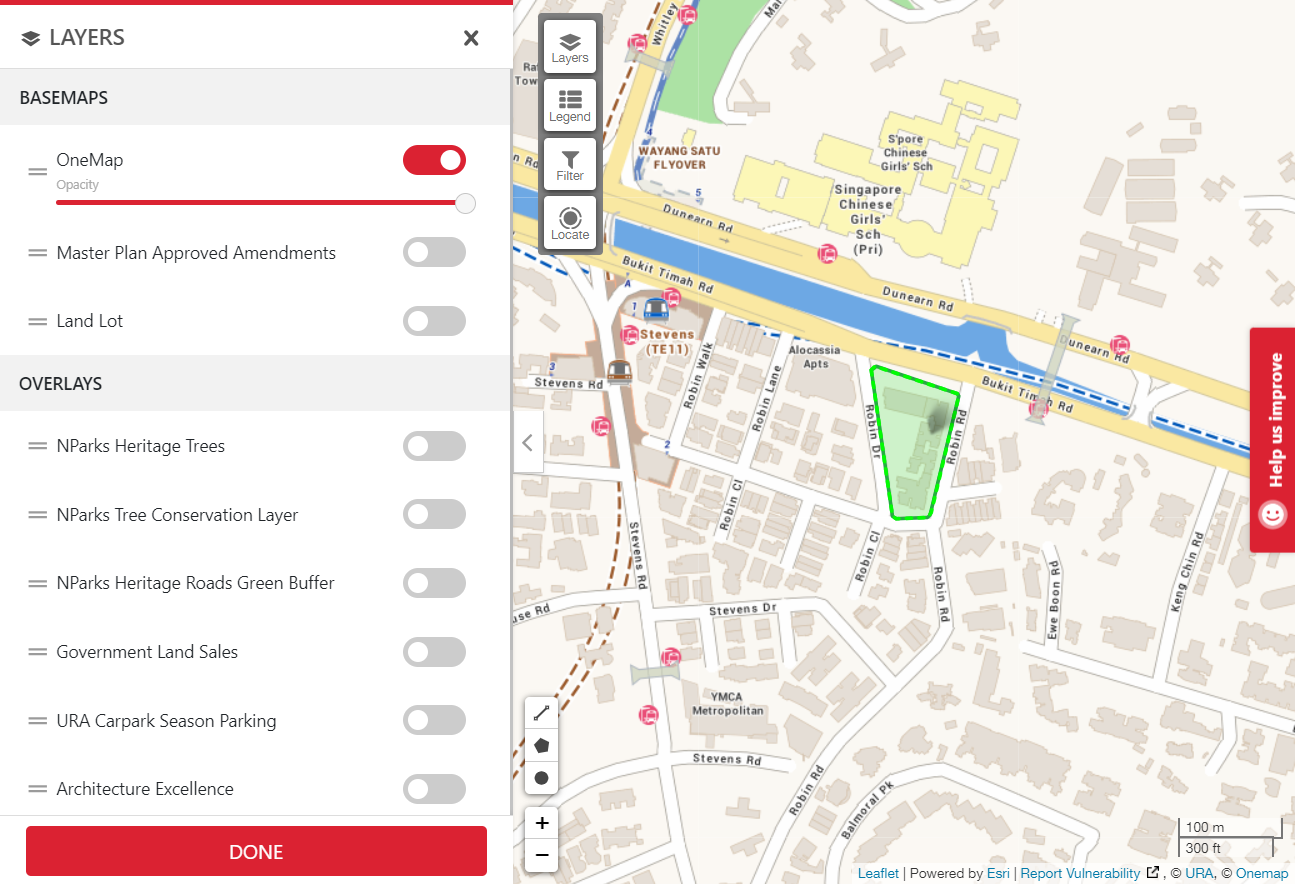 LAYERS
BASEMAPS
OneMap
Opacity
Master Plan Approved Amendments
Land Lot
OVERLAYS
NParks Heritage Trees
NParks Tree Conservation Layer
NParks Heritage Roads Green Buffer
Government Land Sales
URA Carpark Season Parking
Architecture Excellence
DONE
Layers
Legend
Filter
Locate
Whitley
4
WAYANG SATU
FLYOVER
5
S'pore
Chinese
Girls' Sch
Singapore
Chinese
Girls'
Sch
(Pri)
Dunearn Rd
Bukit Timah Rd
A
1
Dunearn Rd
Dunearn Rd
Stevens
(TE11)
3
Stevens Rd
Robin Walk
Robin Lane
Alocassia
Apts
Bukit Timah Rd
Robin Dr
Robin Rd
2
Robin Cl
Robin Cl
Stevens Rd
Robin Rd
Ewe Boon Rd
Keng Chin Rd
Stevens Dr
YMCA
Metropolitan
Stevens Rd
Robin Rd
Balmoral Pk
Help us improve
+
−
100 m
300 ft
Leaflet | Powered by Esri | Report Vulnerability , © URA, © Onemap